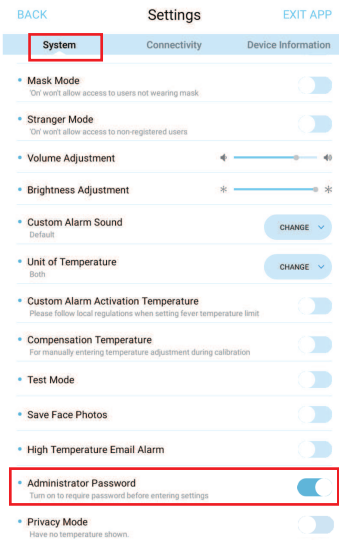 BACK Settings EXIT APP
System Connectivity Device Information
Mask Mode
'On' won't allow access to users not wearing mask
Stranger Mode
'On' won't allow access to non-registered users
Volume Adjustment
Brightness Adjustment
Custom Alarm Sound
Default
CHANGE
Unit of Temperature
Both
CHANGE
Custom Alarm Activation Temperature
Please follow local regulations when setting fever temperature limit
Compensation Temperature
For manually entering temperature adjustment during calibration
Test Mode
Save Face Photos
High Temperature Email Alarm
Administrator Password
Turn on to require password before entering settings
Privacy Mode
Have no temperature shown.